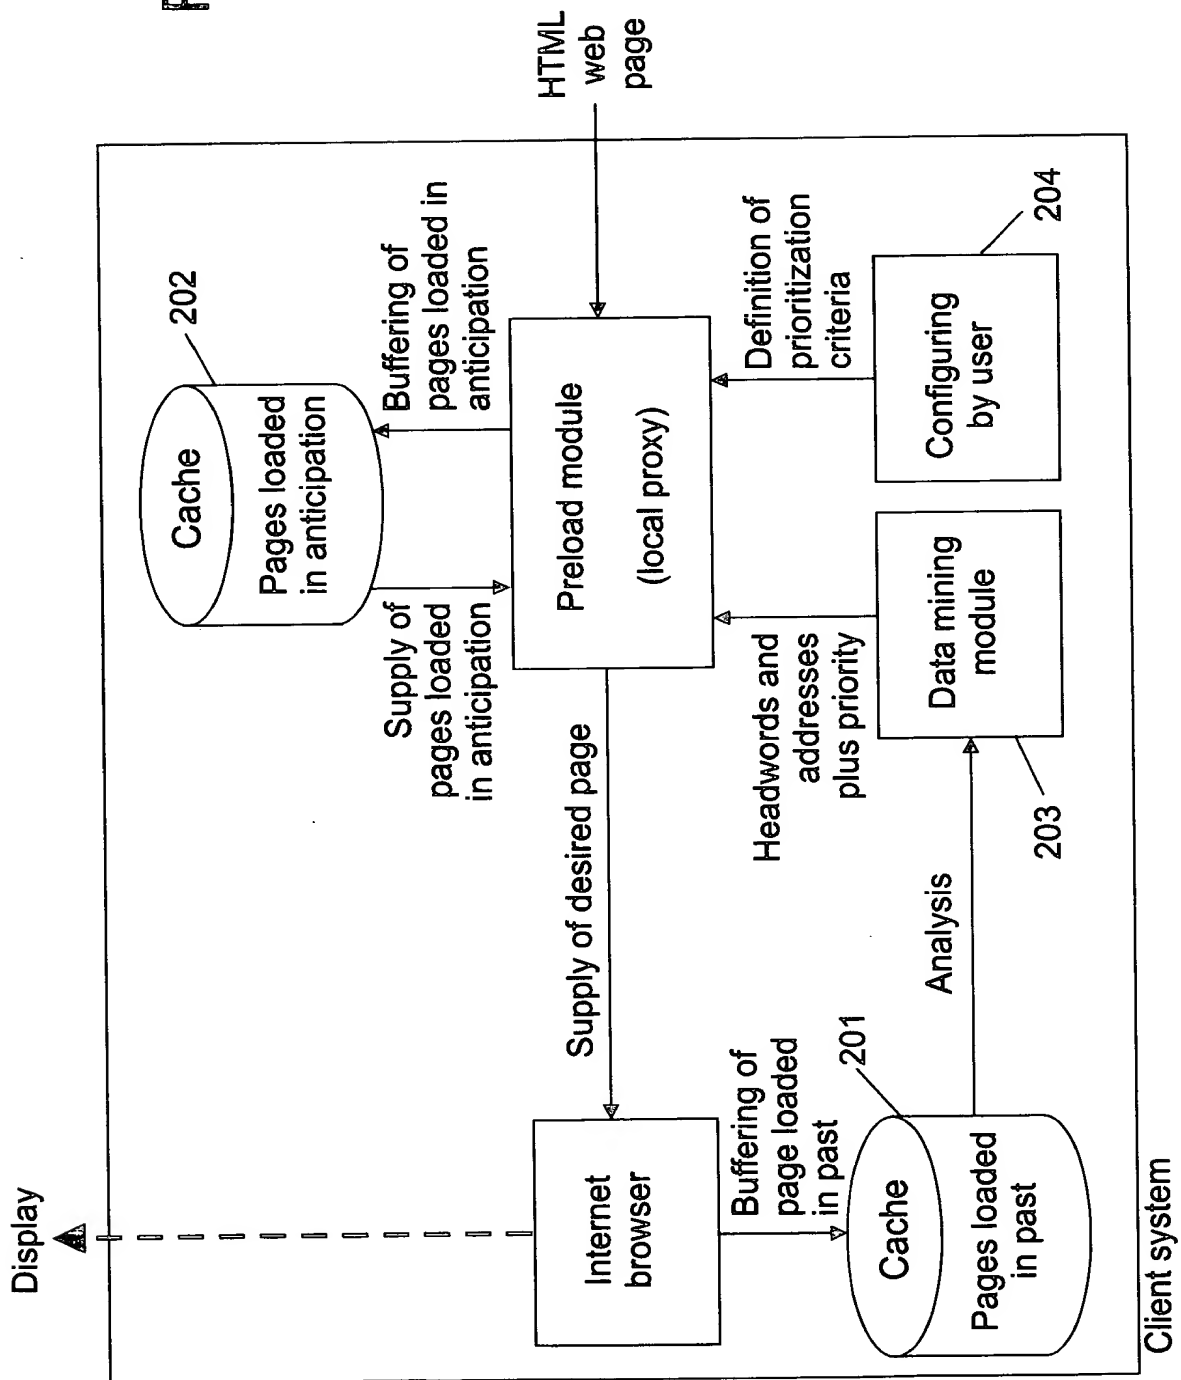 Display
HTML
web
page
Client system
Cache
Pages loaded
in anticipation
202
Supply of
pages loaded
in anticipation
Buffering of
pages loaded in
anticipation
Internet
browser
Supply of desired page
Preload module
(local proxy)
Buffering of
page loaded
in past
201
Headwords and
addresses
plus priority
Definition of
prioritization
criteria
Cache
Pages loaded
in past
Analysis
Data mining
module
203
Configuring
by user
204